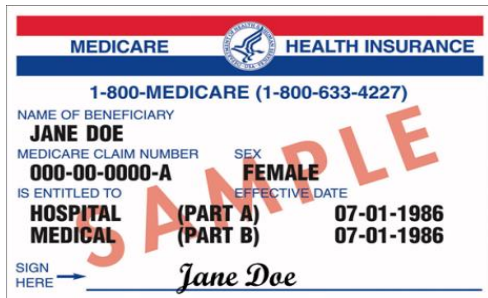 MEDICARE HEALTH INSURANCE
1-800-MEDICARE (1-800-633-4227)
NAME OF BENEFICIARY
JANE DOE
MEDICARE CLAIM NUMBER SEX
000-00-0000-A FEMALE
IS ENTITLED TO EFFECTIVE DATE
HOSPITAL (PART A) 07-01-1986
MEDICAL (PART B) 07-01-1986
SAMPLE
SIGN
HERE Jane Doe